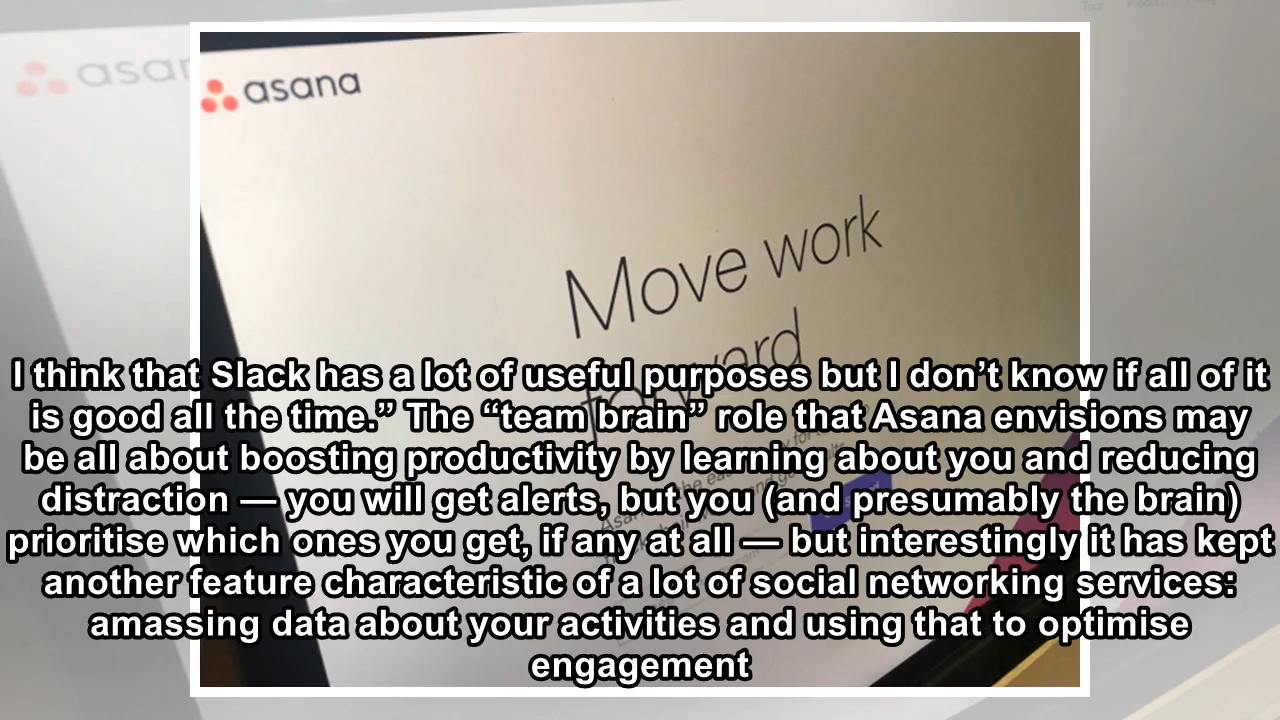 asana
Move work
I think that Slack has a lot of useful purposes but I don’t know if all of it
is good all the time.” The “team brain” role that Asana envisions may
be all about boosting productivity by learning about you and reducing
distraction — you will get alerts, but you (and presumably the brain)
prioritise which ones you get, if any at all — but interestingly it has kept
another feature characteristic of a lot of social networking services:
amassing data about your activities and using that to optimise
engagement